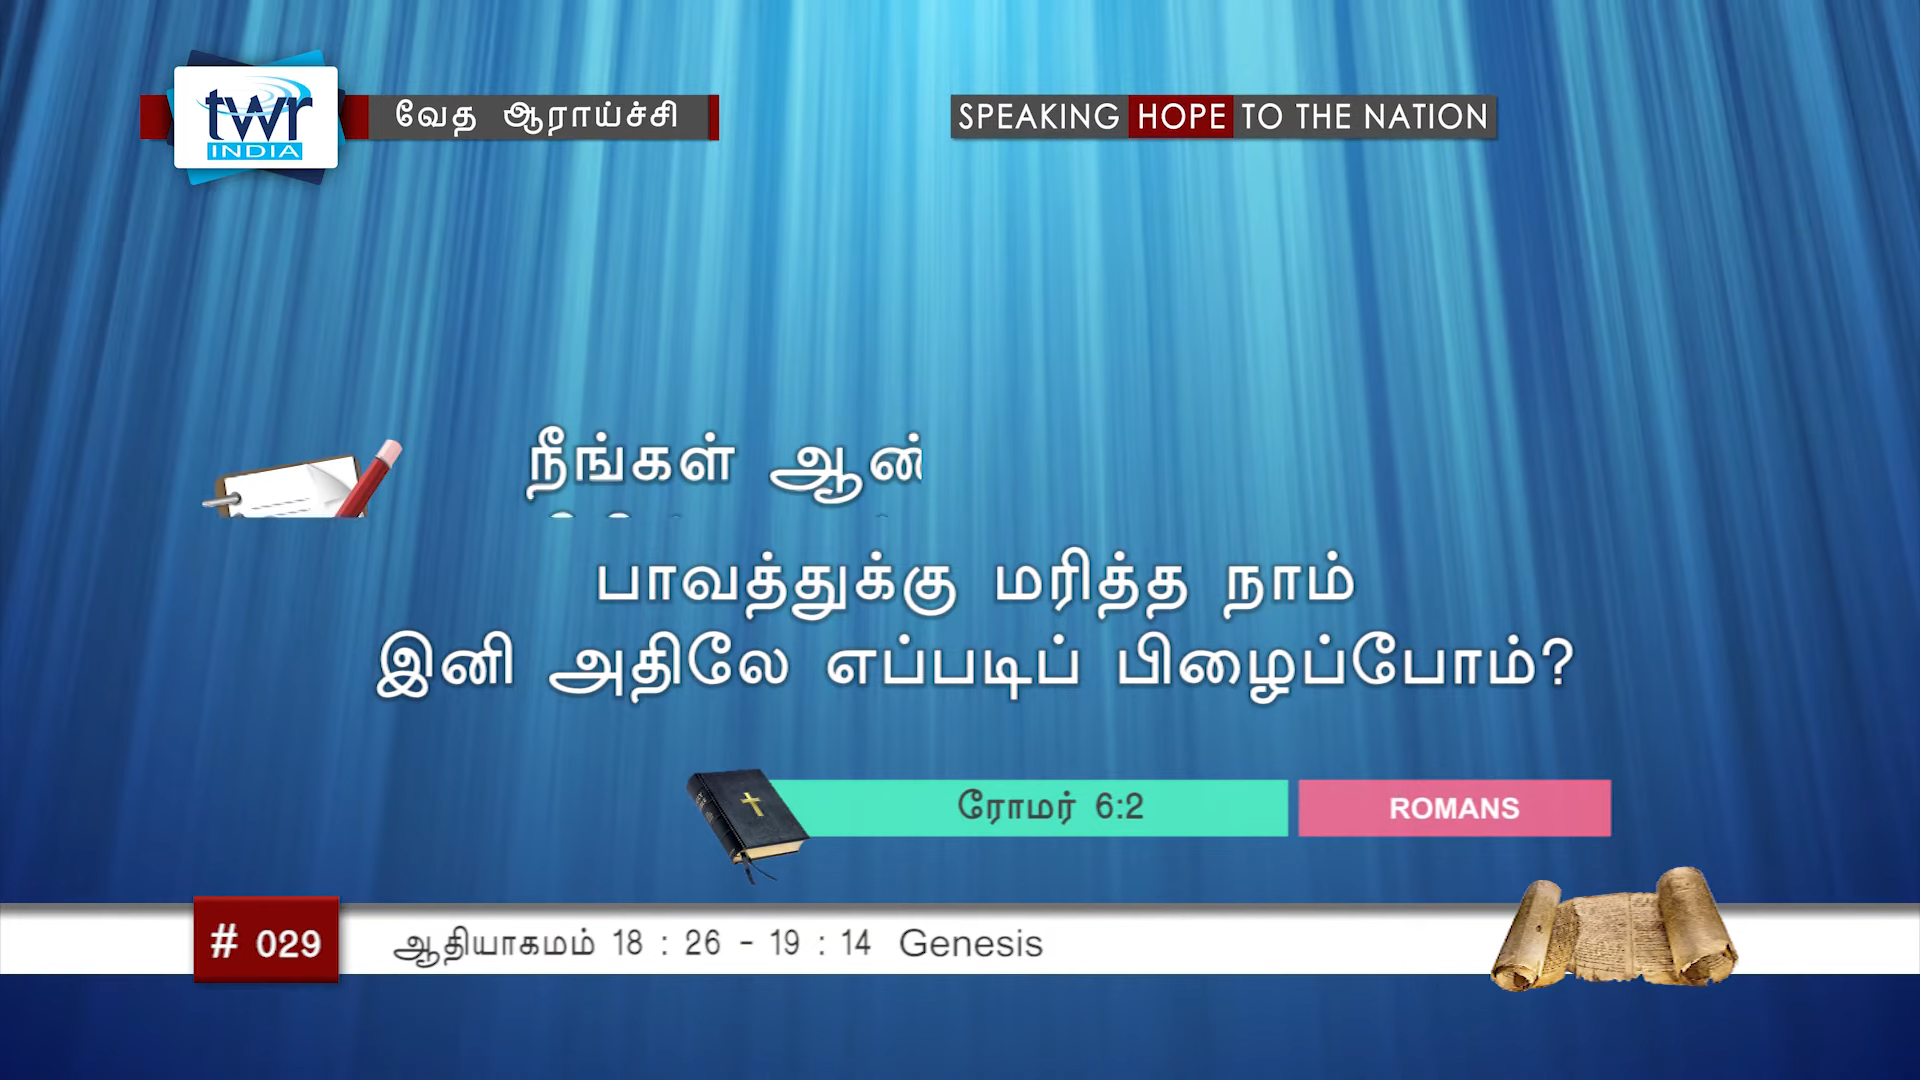 twr
INDIA
வேத ஆராய்ச்சி
SPEAKING HOPE TO THE NATION
நீங்கள்
பாவத்துக்கு மரித்த நாம்
இனி அதிலே எப்படிப் பிழைப்போம்?
ரோமர் 6:2
ROMANS
# 029
ஆதியாகமம் 18 : 26 - 19 : 14 Genesis